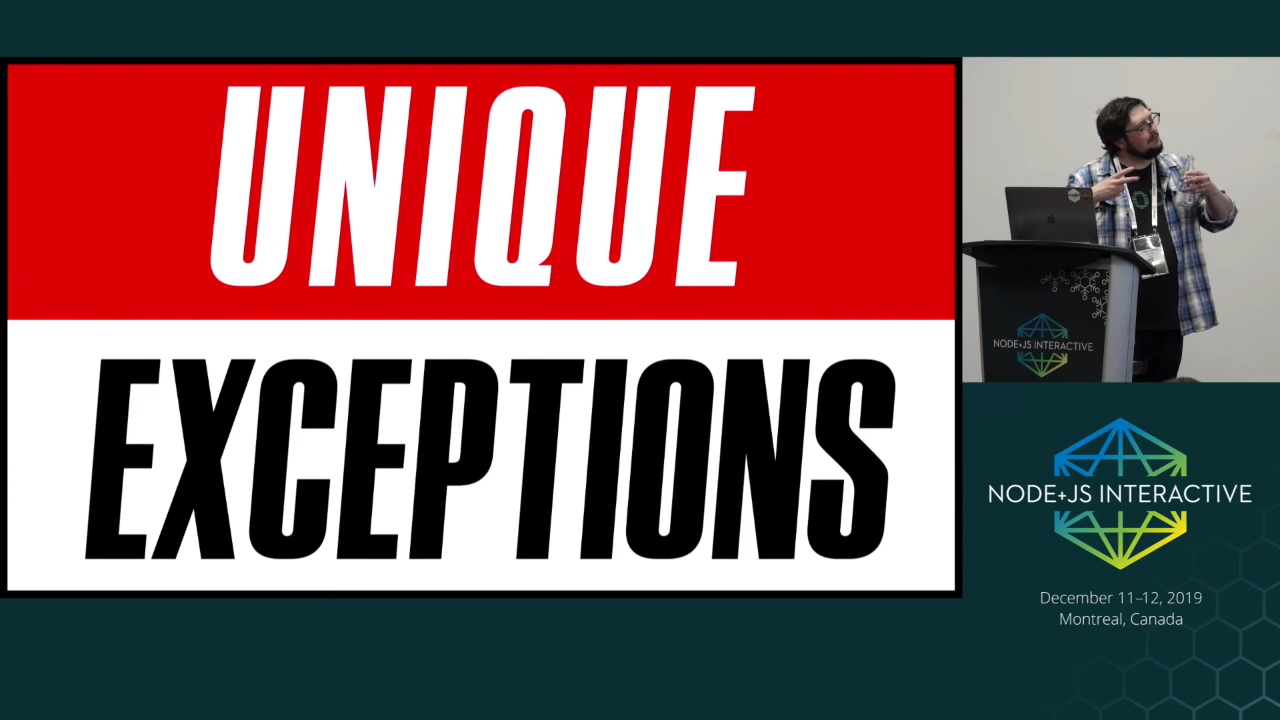 UNIQUE
EXCEPTIONS
NODE+JS INTERACTIVE
NODE+JS INTERACTIVE
December 11–12, 2019
Montreal, Canada